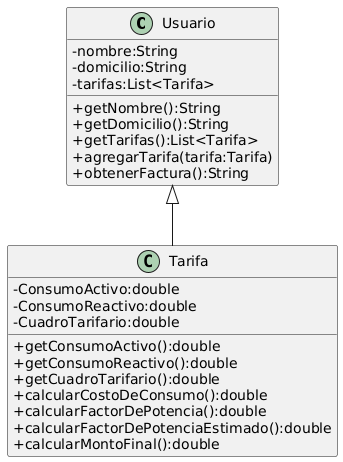 C Usuario
-nombre:String
-domicilio:String
-tarifas:List<Tarifa>
+getNombre():String
+getDomicilio():String
+getTarifas():List<Tarifa>
+agregarTarifa(tarifa:Tarifa)
+obtenerFactura():String
C Tarifa
-ConsumoActivo:double
-ConsumoReactivo:double
-CuadroTarifario:double
+getConsumoActivo():double
+getConsumoReactivo():double
+getCuadroTarifario():double
+calcularCostoDeConsumo():double
+calcularFactorDePotencia():double
+calcularFactorDePotenciaEstimado():double
+calcularMontoFinal():double